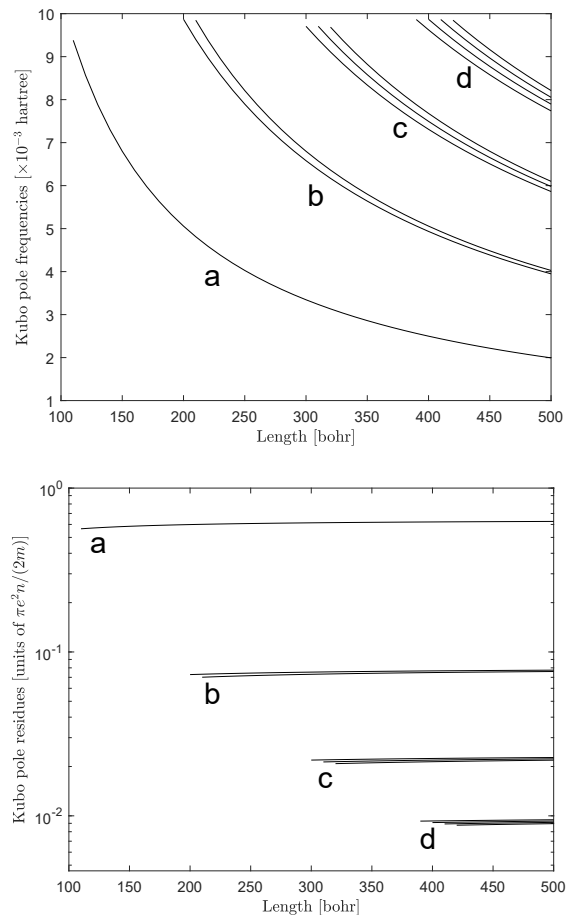 10
9
8
7
6
5
4
3
2
1
Kubo pole frequencies [×10⁻³ hartree]
a
b
c
d
100 150 200 250 300 350 400 450 500
Length [bohr]
10⁰
10⁻¹
10⁻²
Kubo pole residues [units of πe²n/(2m)]
a
b
c
d
100 150 200 250 300 350 400 450 500
Length [bohr]